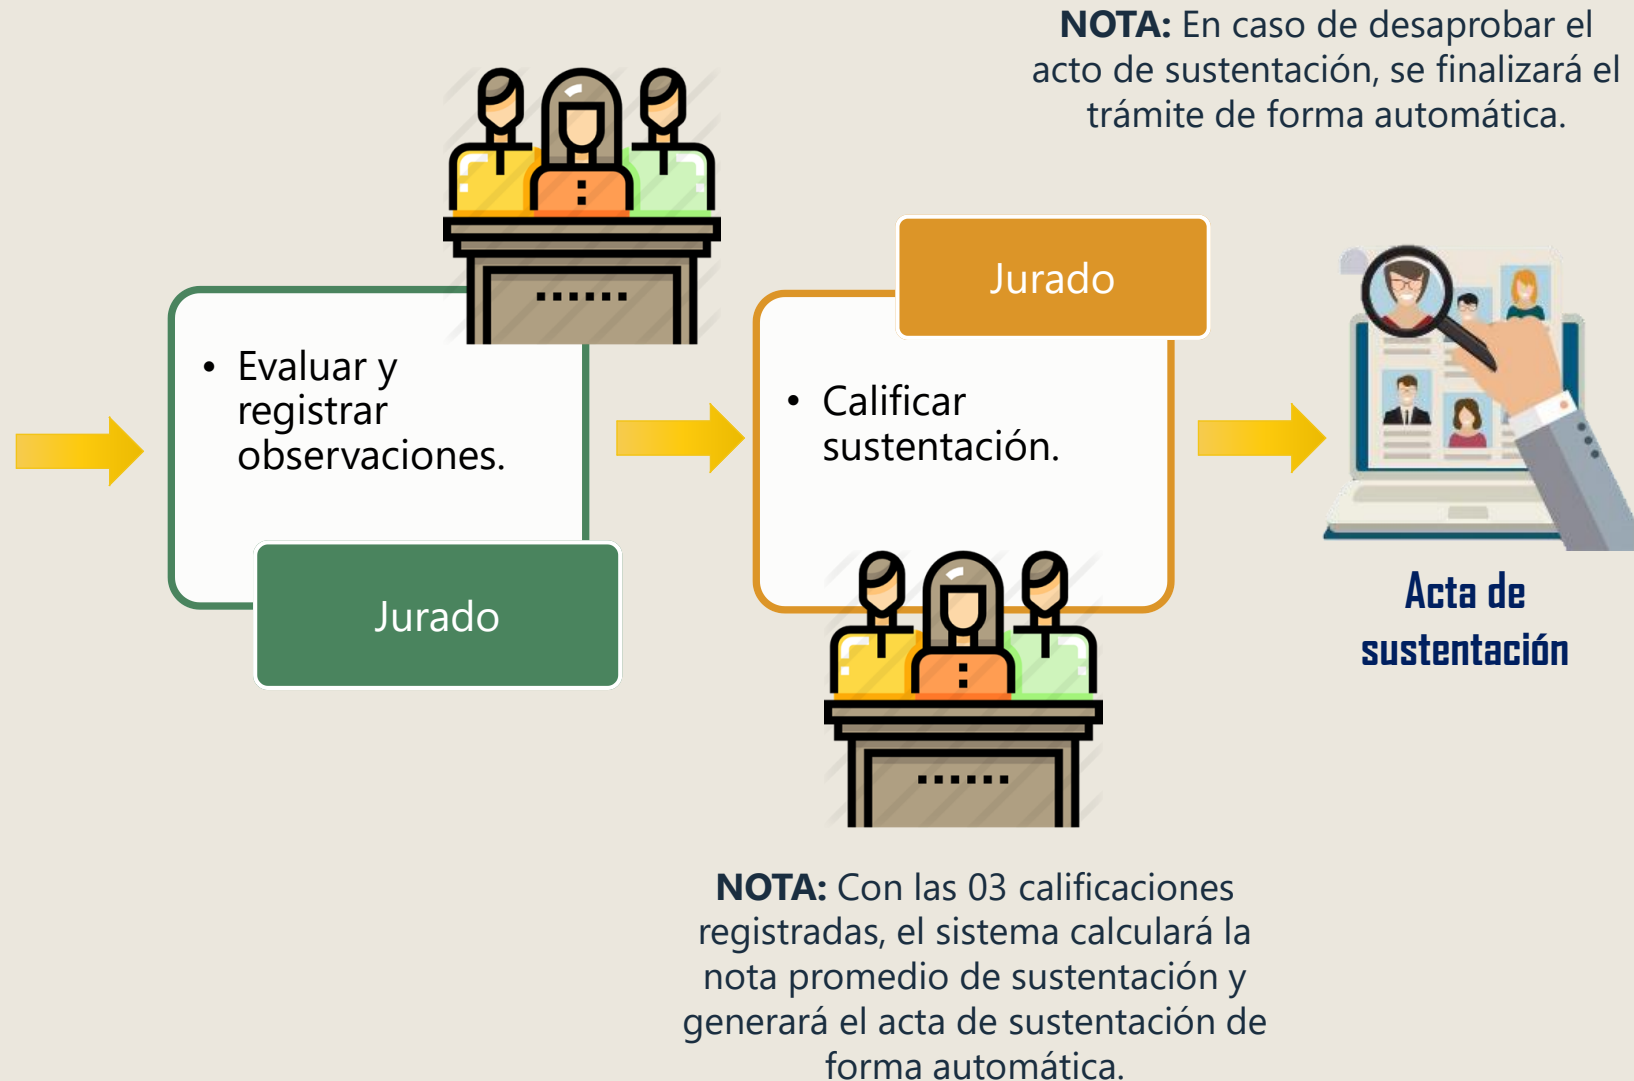 NOTA: En caso de desaprobar el
acto de sustentación, se finalizará el
trámite de forma automática.
• Evaluar y
registrar
observaciones.
Jurado
Jurado
• Calificar
sustentación.
Acta de
sustentación
NOTA: Con las 03 calificaciones
registradas, el sistema calculará la
nota promedio de sustentación y
generará el acta de sustentación de
forma automática.